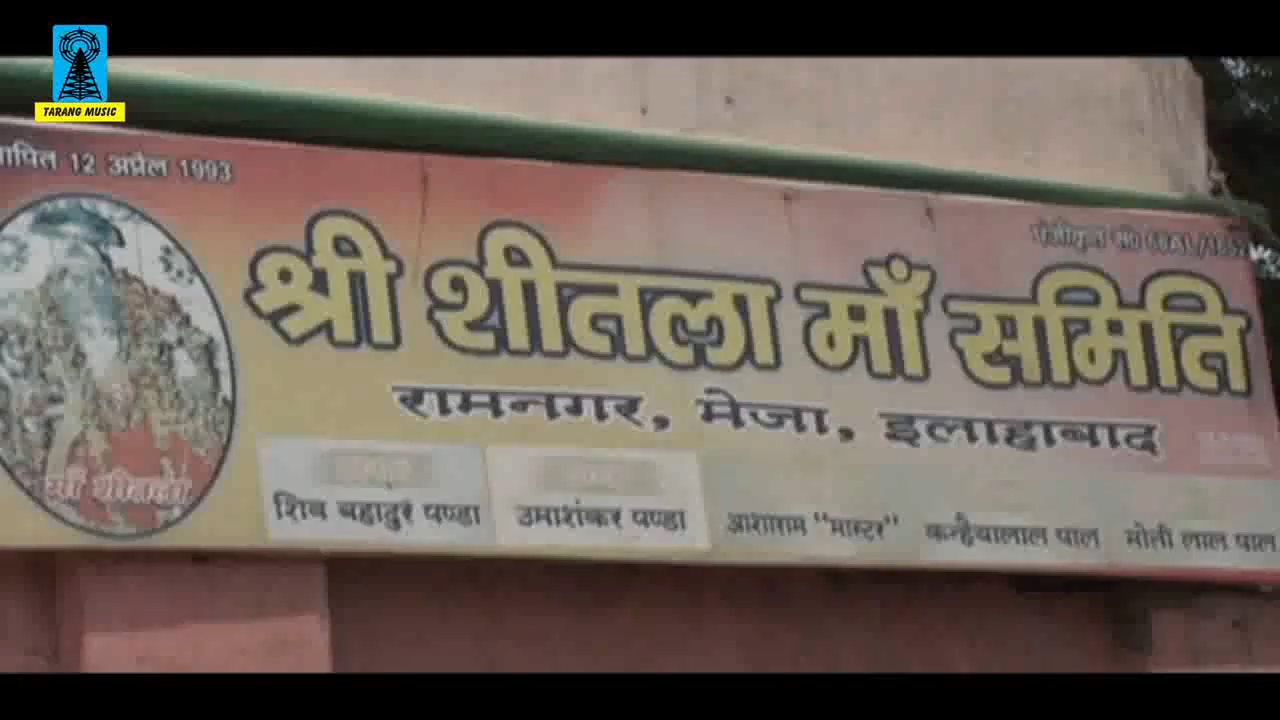 TARANG MUSIC
12 अप्रैल 1993
श्री शीतला माँ समिति
रामनगर, मेजा, इलाहाबाद
शिव बहादुर पण्डा उमाशंकर पण्डा आशाराम "मास्टर" कन्हैयालाल पाल मोती लाल पाल